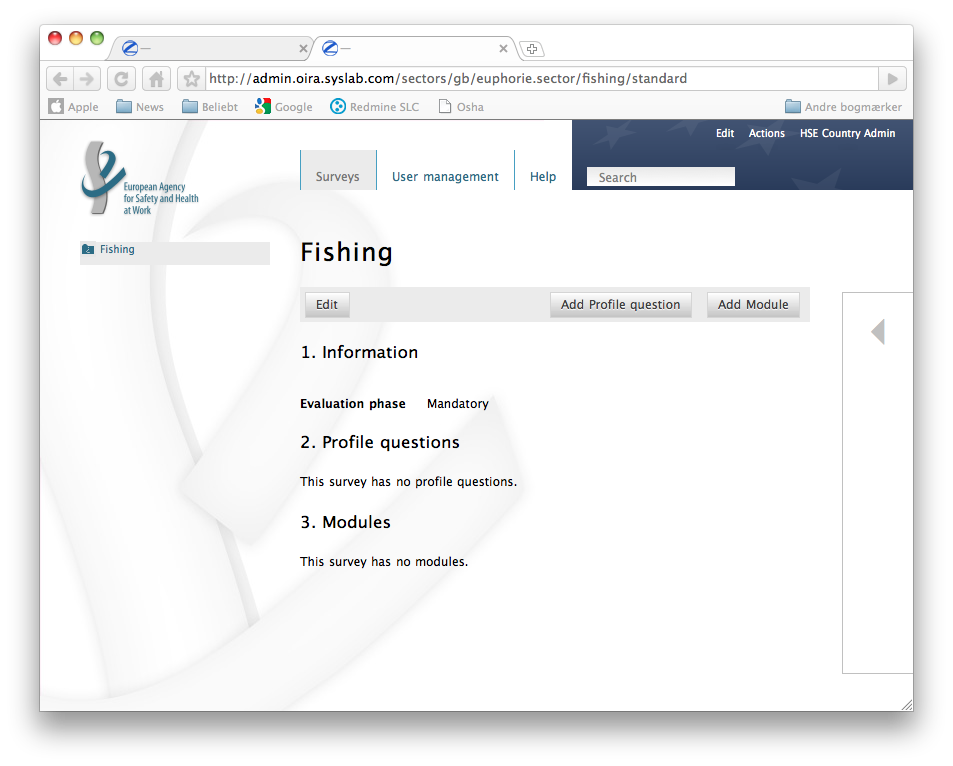 http://admin.oira.syslab.com/sectors/gb/euphorie.sector/fishing/standard
Apple News Beliebt Google Redmine SLC Osha Andre bogmærker
Edit Actions HSE Country Admin
Surveys User management Help Search
European Agency
for Safety and Health
at Work
Fishing
Fishing
Edit Add Profile question Add Module
1. Information
Evaluation phase Mandatory
2. Profile questions
This survey has no profile questions.
3. Modules
This survey has no modules.